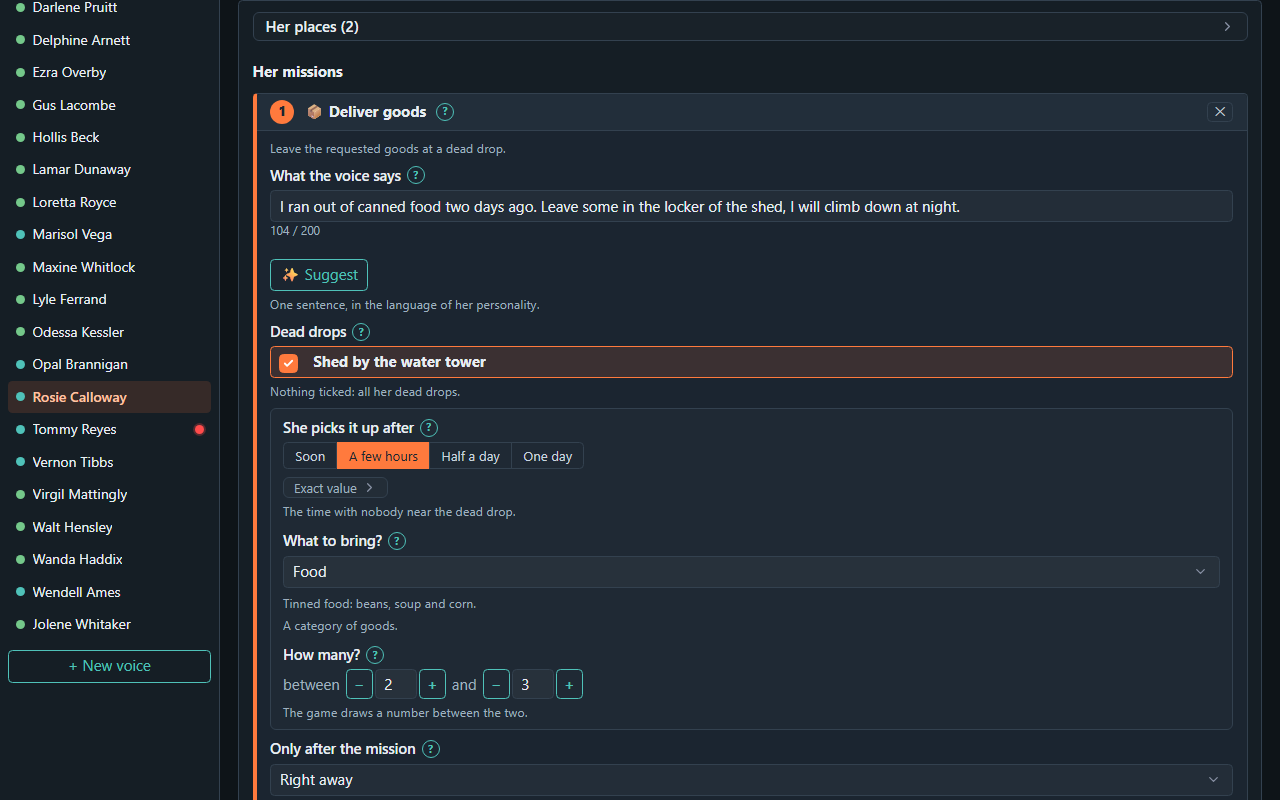 Darlene Pruitt
Delphine Arnett
Ezra Overby
Gus Lacombe
Hollis Beck
Lamar Dunaway
Loretta Royce
Marisol Vega
Maxine Whitlock
Lyle Ferrand
Odessa Kessler
Opal Brannigan
Rosie Calloway
Tommy Reyes
Vernon Tibbs
Virgil Mattingly
Walt Hensley
Wanda Haddix
Wendell Ames
Jolene Whitaker
+ New voice
Her places (2)
Her missions
1 Deliver goods ?
Leave the requested goods at a dead drop.
What the voice says ?
I ran out of canned food two days ago. Leave some in the locker of the shed, I will climb down at night.
104 / 200
Suggest
One sentence, in the language of her personality.
Dead drops ?
Shed by the water tower
Nothing ticked: all her dead drops.
She picks it up after ?
Soon A few hours Half a day One day
Exact value
The time with nobody near the dead drop.
What to bring? ?
Food
Tinned food: beans, soup and corn.
A category of goods.
How many? ?
between − 2 + and − 3 +
The game draws a number between the two.
Only after the mission ?
Right away